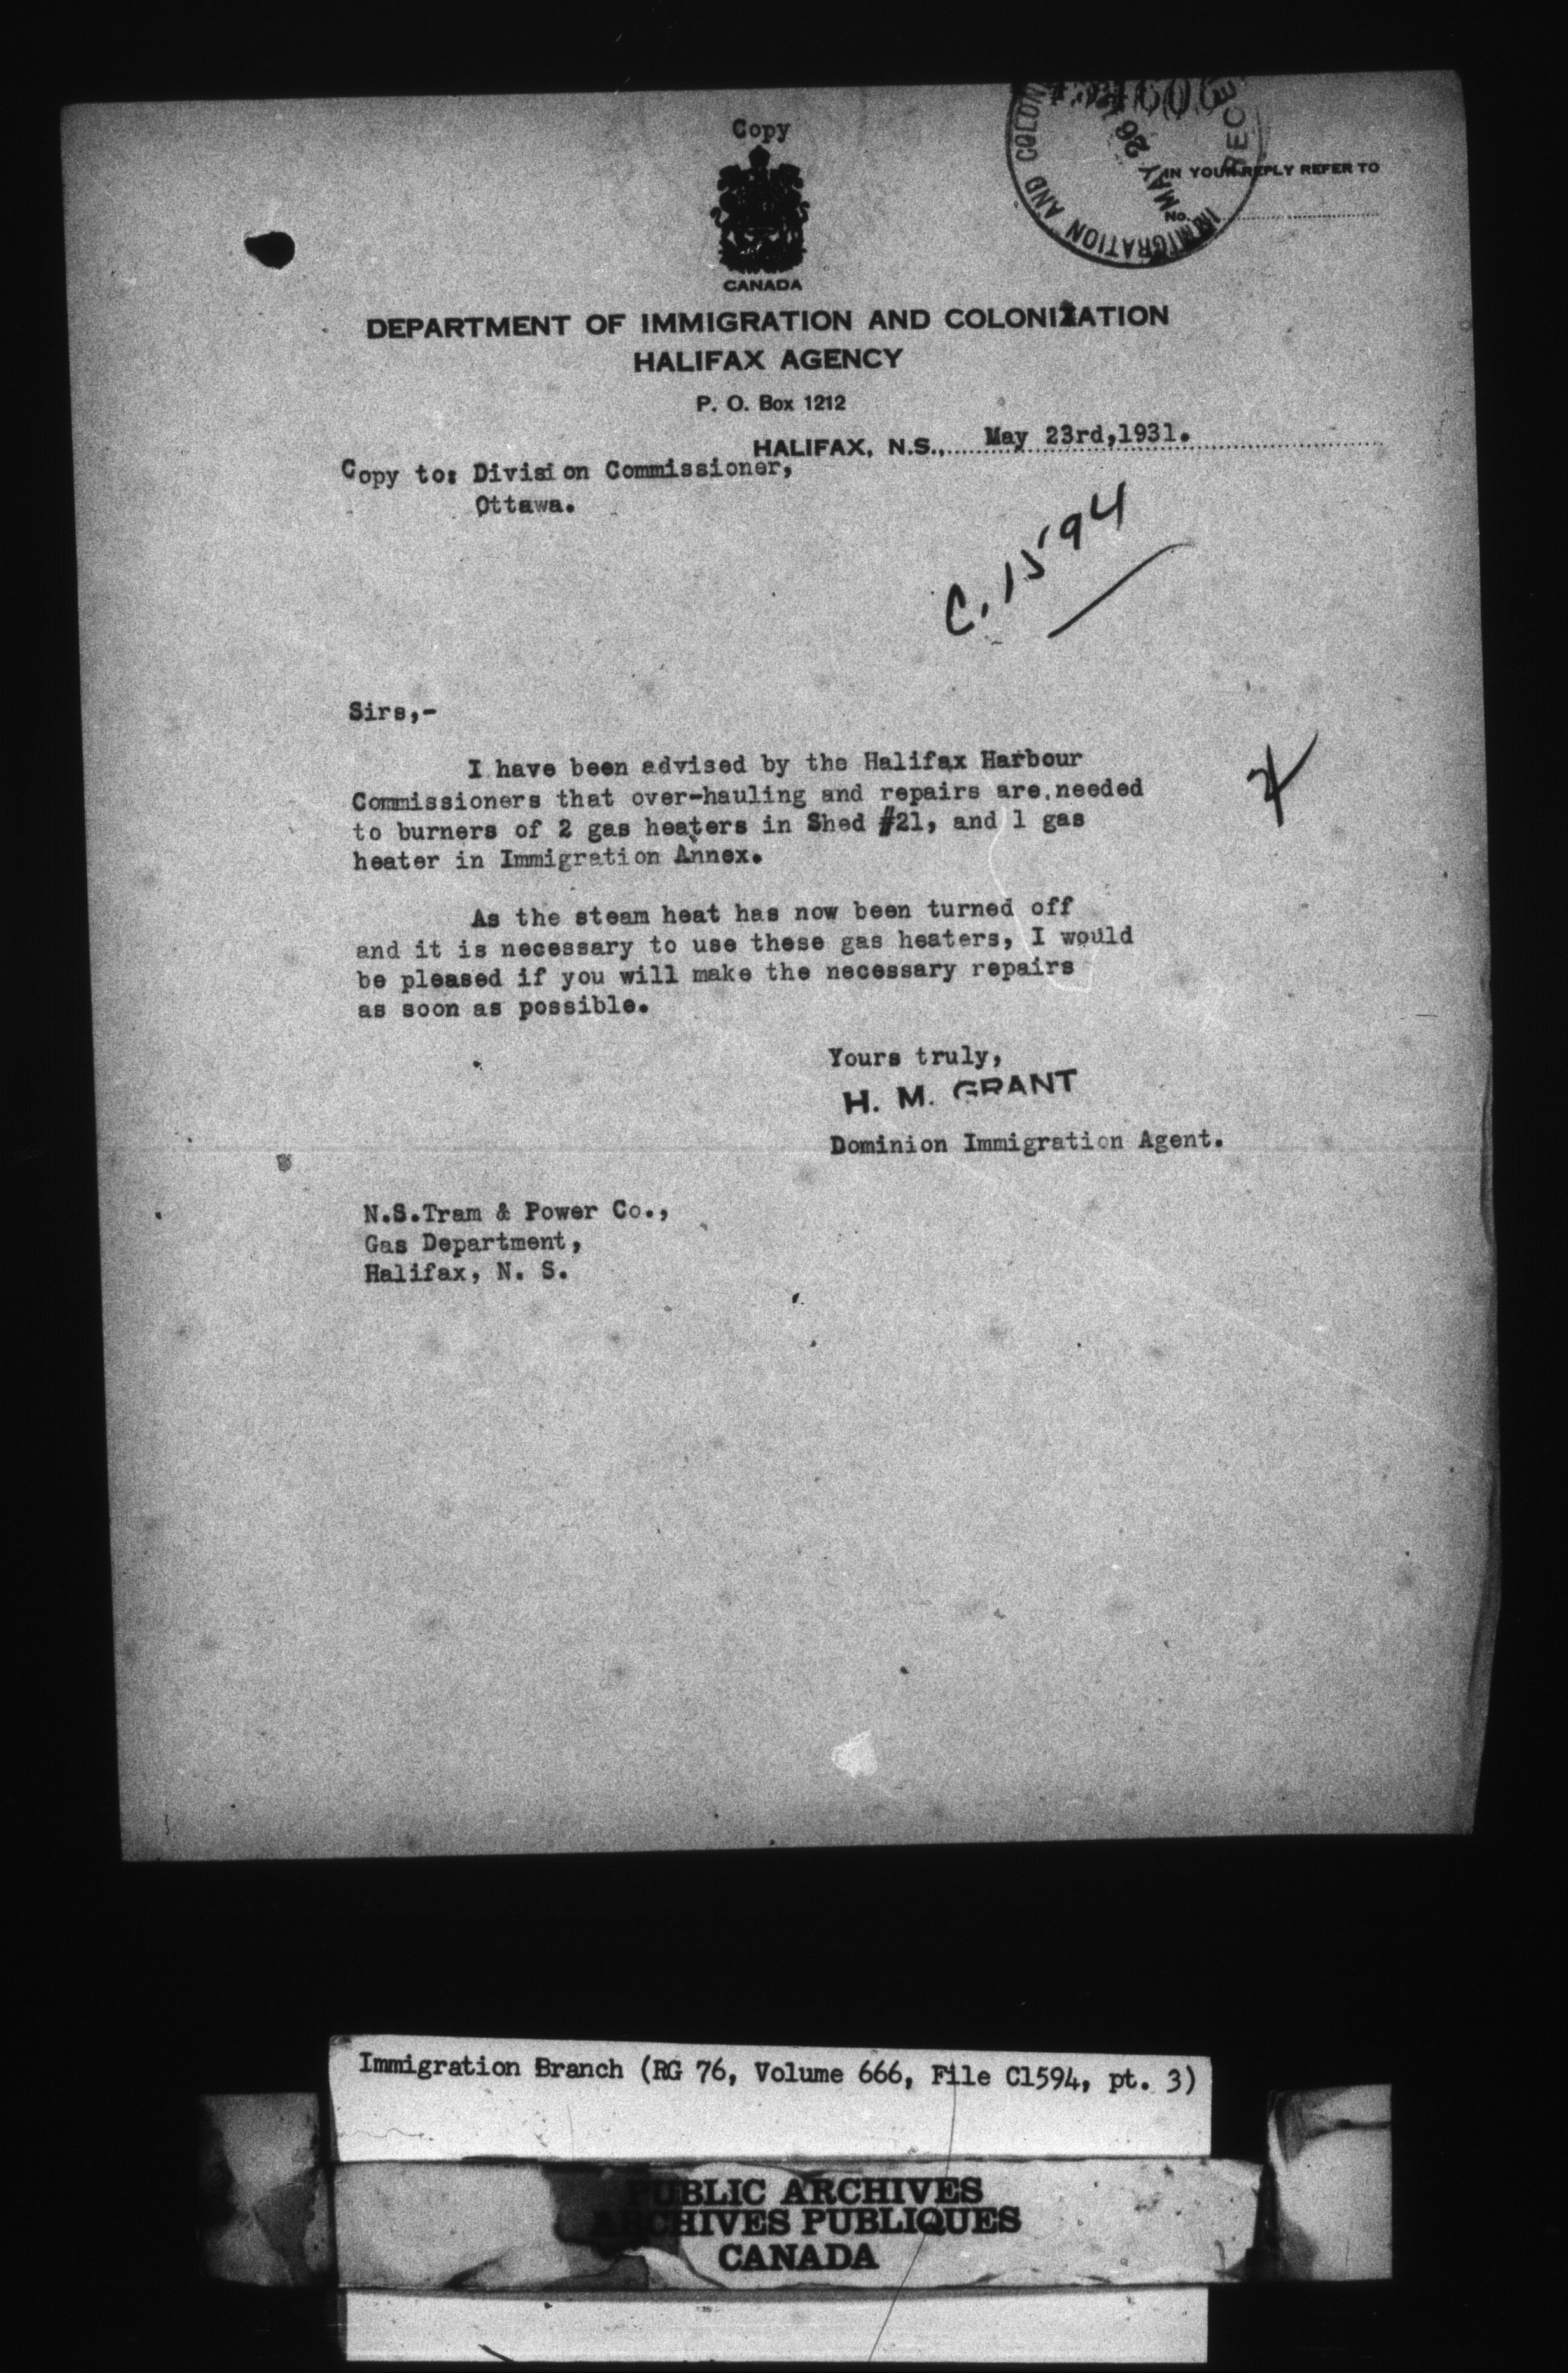 Copy
IMMIGRATION AND COLON
RECE
MAY 26
IN YOUR REPLY REFER TO
No.
CANADA
DEPARTMENT OF IMMIGRATION AND COLONIZATION
HALIFAX AGENCY
P. O. Box 1212
HALIFAX, N.S., May 23rd,1931.
Copy to: Division Commissioner,
Ottawa.
C. 1594
Sirs,-
I have been advised by the Halifax Harbour
Commissioners that over-hauling and repairs are needed
to burners of 2 gas heaters in Shed #21, and 1 gas
heater in Immigration Annex.
As the steam heat has now been turned off
and it is necessary to use these gas heaters, I would
be pleased if you will make the necessary repairs
as soon as possible.
Yours truly,
H. M. GRANT
Dominion Immigration Agent.
N.S.Tram & Power Co.,
Gas Department,
Halifax, N. S.
Immigration Branch (RG 76, Volume 666, File C1594, pt. 3)
PUBLIC ARCHIVES
ARCHIVES PUBLIQUES
CANADA